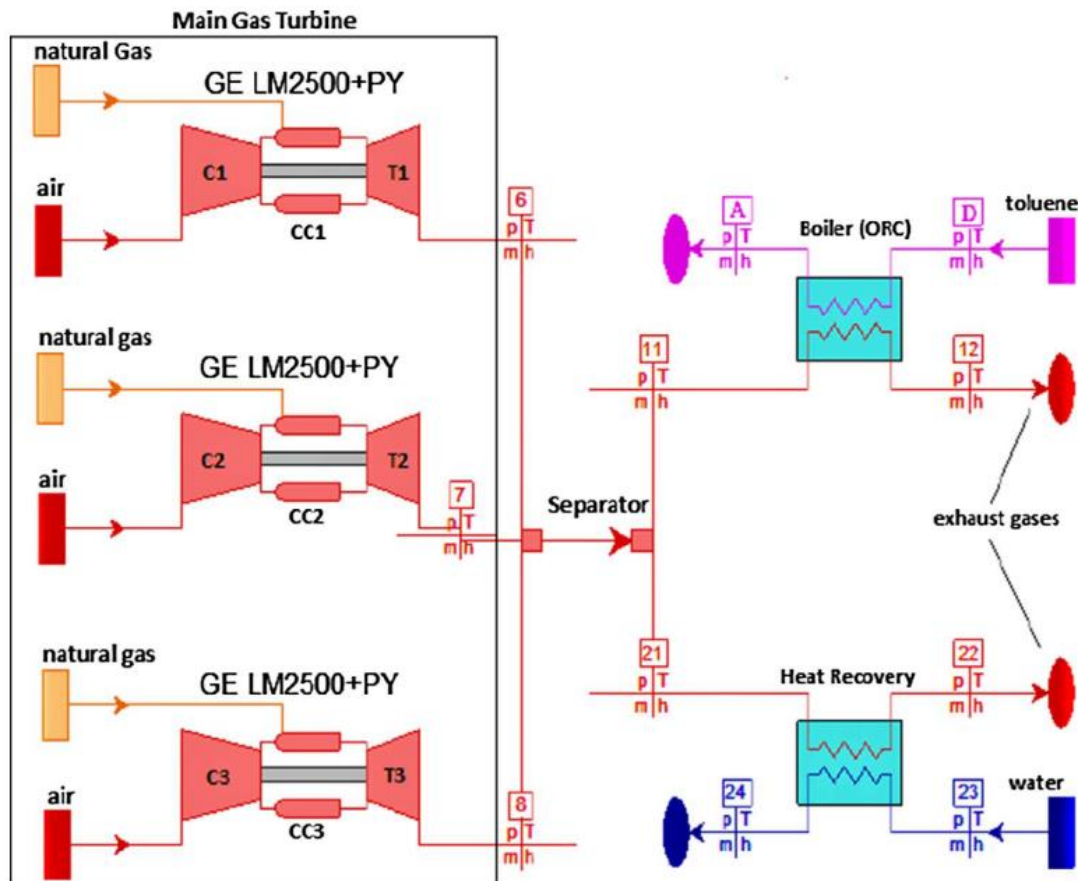 Main Gas Turbine
natural Gas
GE LM2500+PY
air
C1
T1
CC1
6
p T
m h
natural gas
GE LM2500+PY
air
C2
T2
CC2
7
p T
m h
natural gas
GE LM2500+PY
air
C3
T3
CC3
8
p T
m h
Separator
A
p T
m h
Boiler (ORC)
D
p T
m h
toluene
11
p T
m h
12
p T
m h
exhaust gases
21
p T
m h
Heat Recovery
22
p T
m h
24
p T
m h
23
p T
m h
water